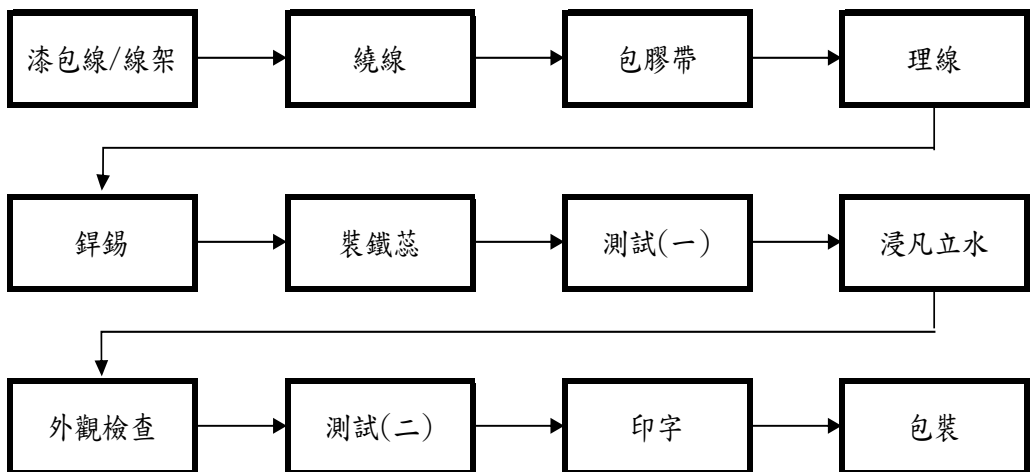 漆包線/線架
繞線
包膠帶
理線
銲錫
裝鐵蕊
測試(一)
浸凡立水
外觀檢查
測試(二)
印字
包裝